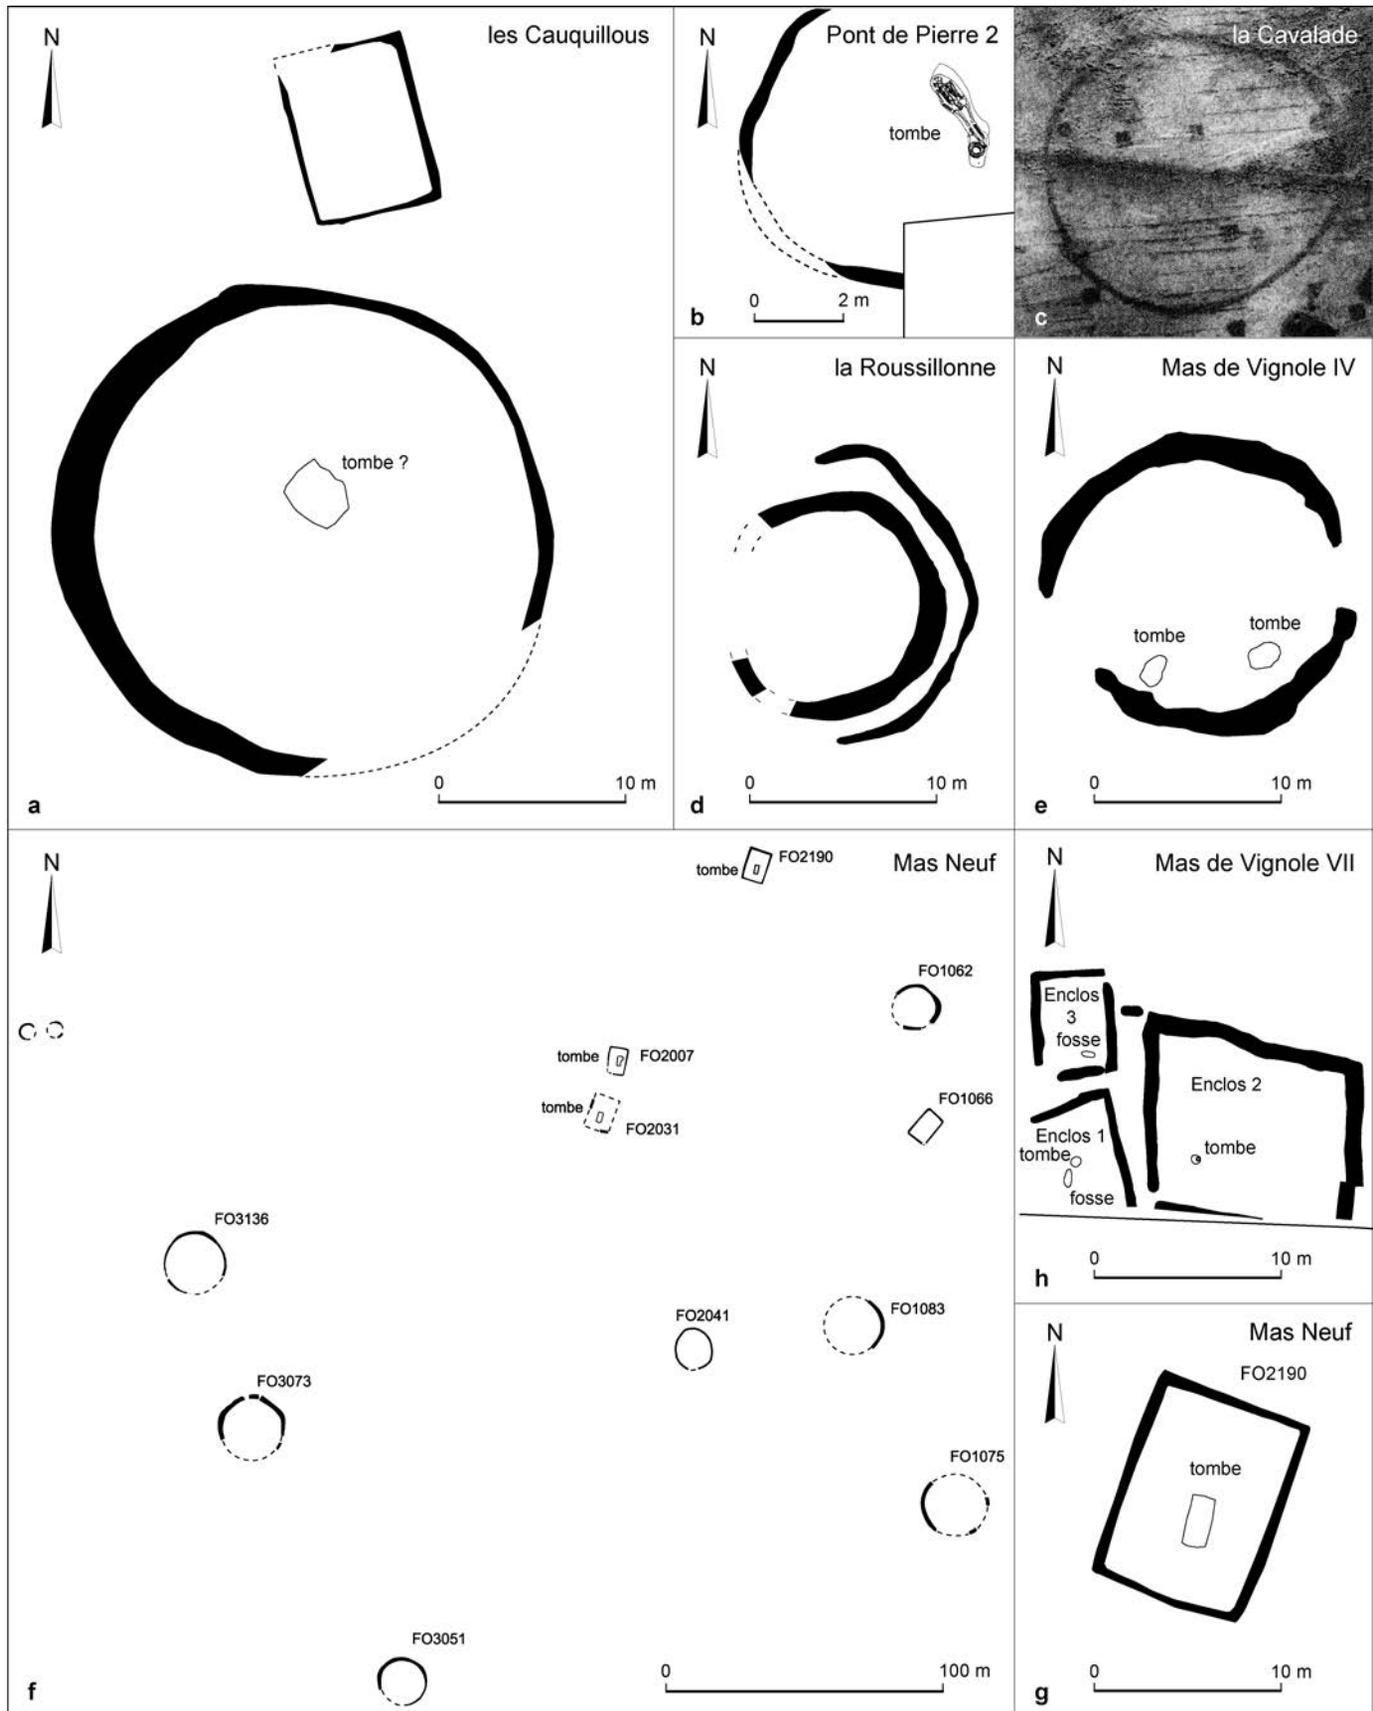 N
les Cauquillous
tombe ?
0 10 m
a
N
Pont de Pierre 2
tombe
0 2 m
b
la Cavalade
c
N
la Roussillonne
0 10 m
d
N
Mas de Vignole IV
tombe
tombe
0 10 m
e
N
Mas Neuf
tombe
FO2190
FO1062
tombe
FO2007
tombe
FO2031
FO1066
FO3136
FO2041
FO1083
FO3073
FO1075
FO3051
0 100 m
f
N
Mas de Vignole VII
Enclos
3
fosse
Enclos 2
Enclos 1
tombe
tombe
fosse
0 10 m
h
N
Mas Neuf
FO2190
tombe
0 10 m
g